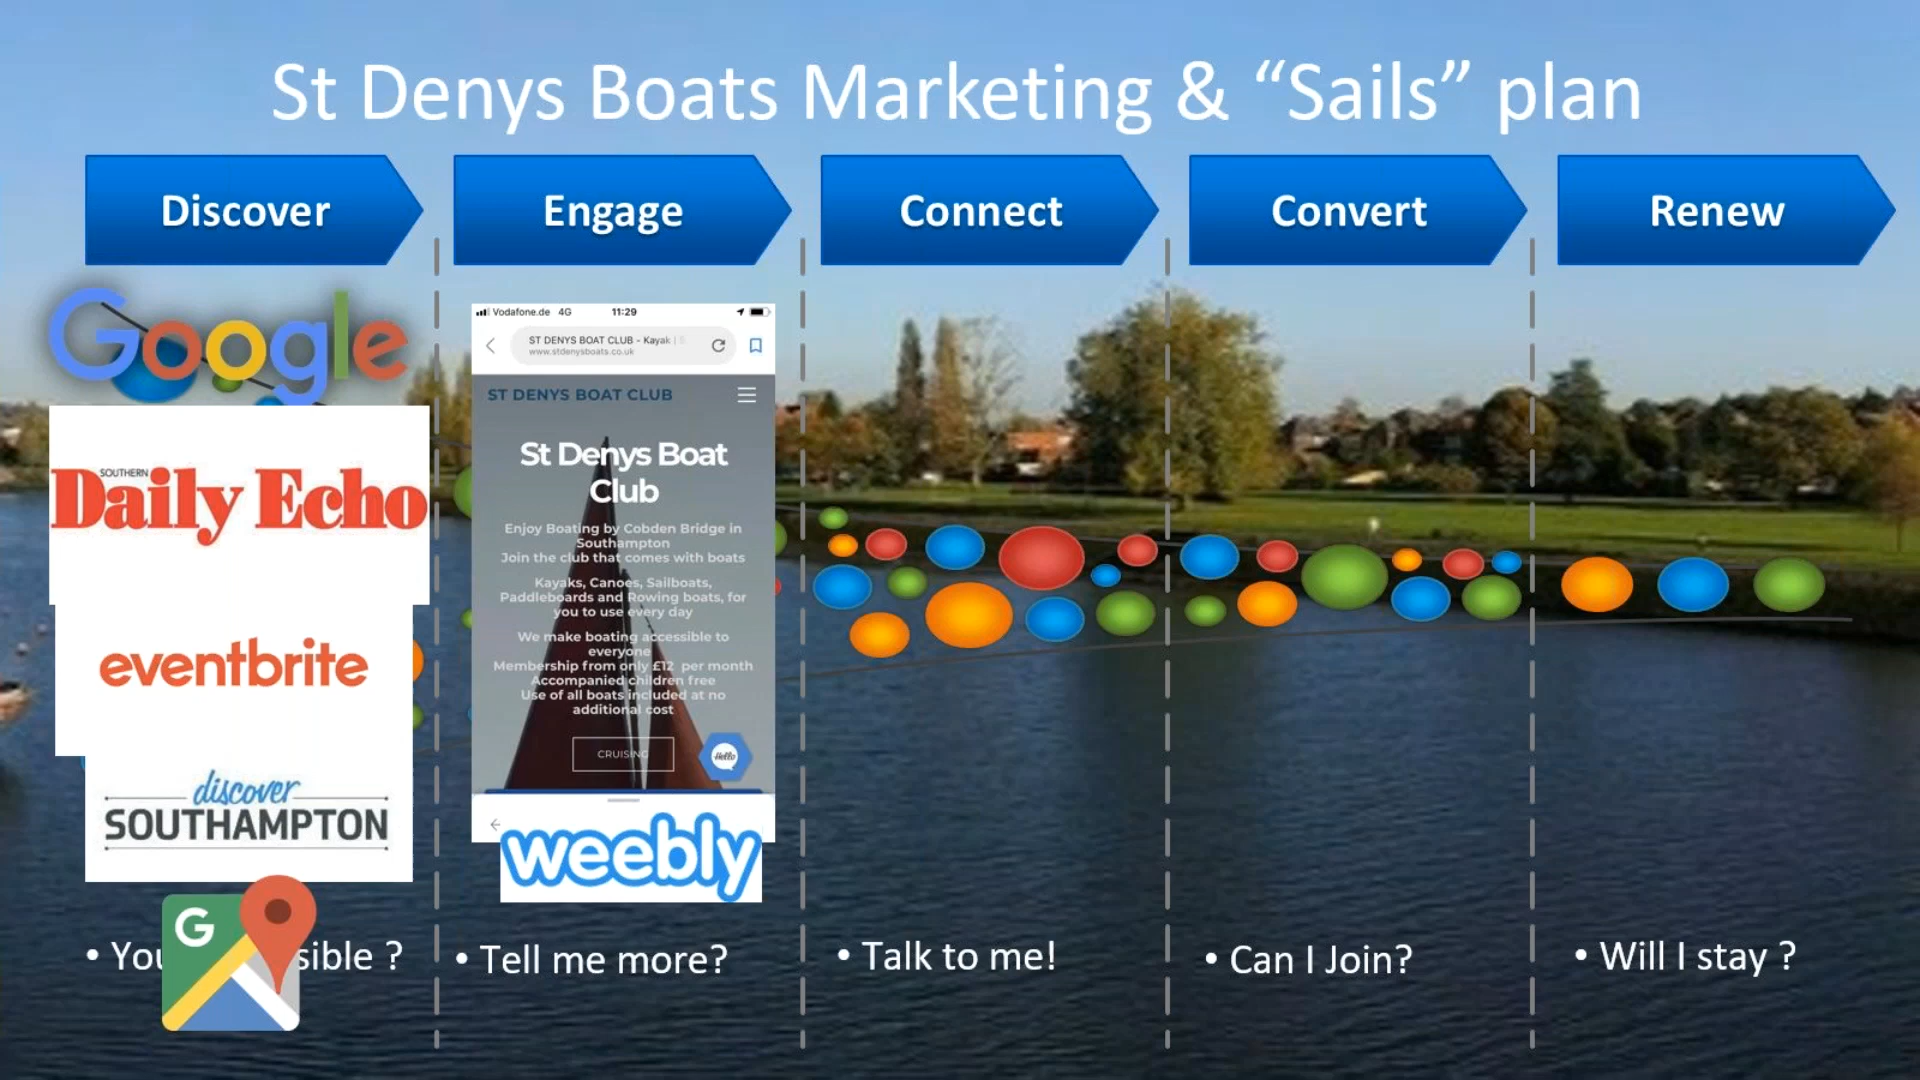 St Denys Boats Marketing & “Sails” plan
Discover
Engage
Connect
Convert
Renew
Google
SOUTHERN
Daily Echo
eventbrite
discover
SOUTHAMPTON
G
Vodafone.de 4G 11:29
ST DENYS BOAT CLUB - Kayak |
www.stdenysboats.co.uk
ST DENYS BOAT CLUB
St Denys Boat
Club
Enjoy Boating by Cobden Bridge in
Southampton
Join the club that comes with boats
Kayaks, Canoes, Sailboats,
Paddleboards and Rowing boats, for
you to use every day
We make boating accessible to
everyone
Membership from only £12 per month
Accompanied children free
Use of all boats included at no
additional cost
CRUISING
Hello
weebly
• You sible ?
• Tell me more?
• Talk to me!
• Can I Join?
• Will I stay ?